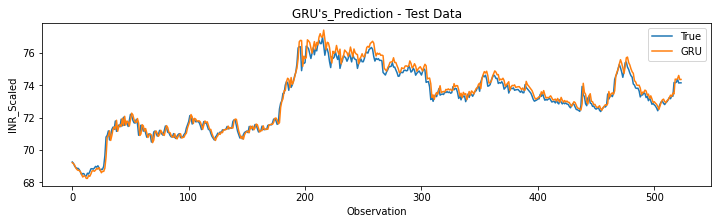 GRU's_Prediction - Test Data
True
GRU
INR_Scaled
76
74
72
70
68
0
100
200
300
400
500
Observation